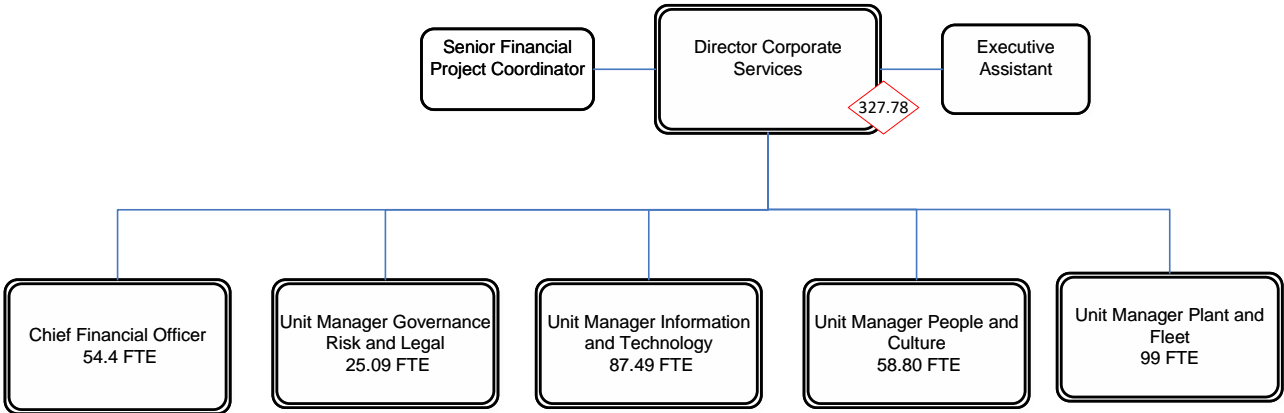 Senior Financial
Project Coordinator
Director Corporate
Services
327.78
Executive
Assistant
Chief Financial Officer
54.4 FTE
Unit Manager Governance
Risk and Legal
25.09 FTE
Unit Manager Information
and Technology
87.49 FTE
Unit Manager People and
Culture
58.80 FTE
Unit Manager Plant and
Fleet
99 FTE